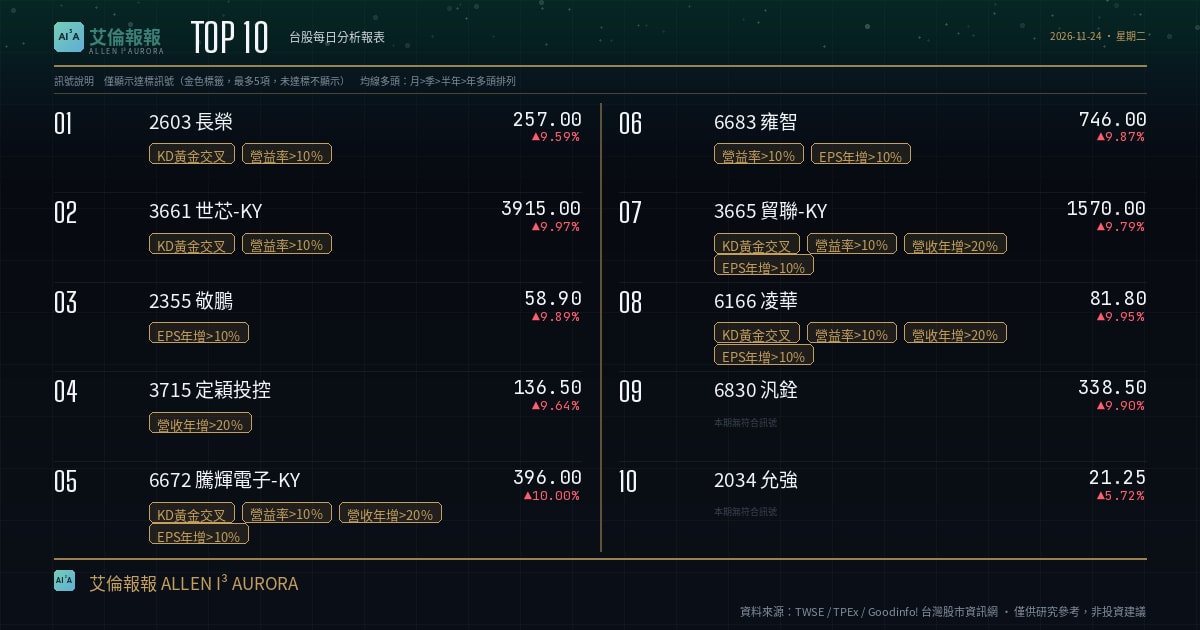 AI³A 艾倫報報
ALLEN I³AURORA
TOP 10
台股每日分析報表
2026-11-24 · 星期二
訊號說明 僅顯示達標訊號（金色標籤，最多5項，未達標不顯示） 均線多頭：月>季>半年>年多頭排列
01 2603 長榮 257.00
▲9.59%
KD黃金交叉 營益率>10%
02 3661 世芯-KY 3915.00
▲9.97%
KD黃金交叉 營益率>10%
03 2355 敬鵬 58.90
▲9.89%
EPS年增>10%
04 3715 定穎投控 136.50
▲9.64%
營收年增>20%
05 6672 騰輝電子-KY 396.00
▲10.00%
KD黃金交叉 營益率>10% 營收年增>20%
EPS年增>10%
06 6683 雍智 746.00
▲9.87%
營益率>10% EPS年增>10%
07 3665 貿聯-KY 1570.00
▲9.79%
KD黃金交叉 營益率>10% 營收年增>20%
EPS年增>10%
08 6166 凌華 81.80
▲9.95%
KD黃金交叉 營益率>10% 營收年增>20%
EPS年增>10%
09 6830 汎銓 338.50
▲9.90%
本期無符合訊號
10 2034 允強 21.25
▲5.72%
本期無符合訊號
AI³A 艾倫報報 ALLEN I³ AURORA
資料來源：TWSE / TPEx / Goodinfo! 台灣股市資訊網 · 僅供研究參考，非投資建議